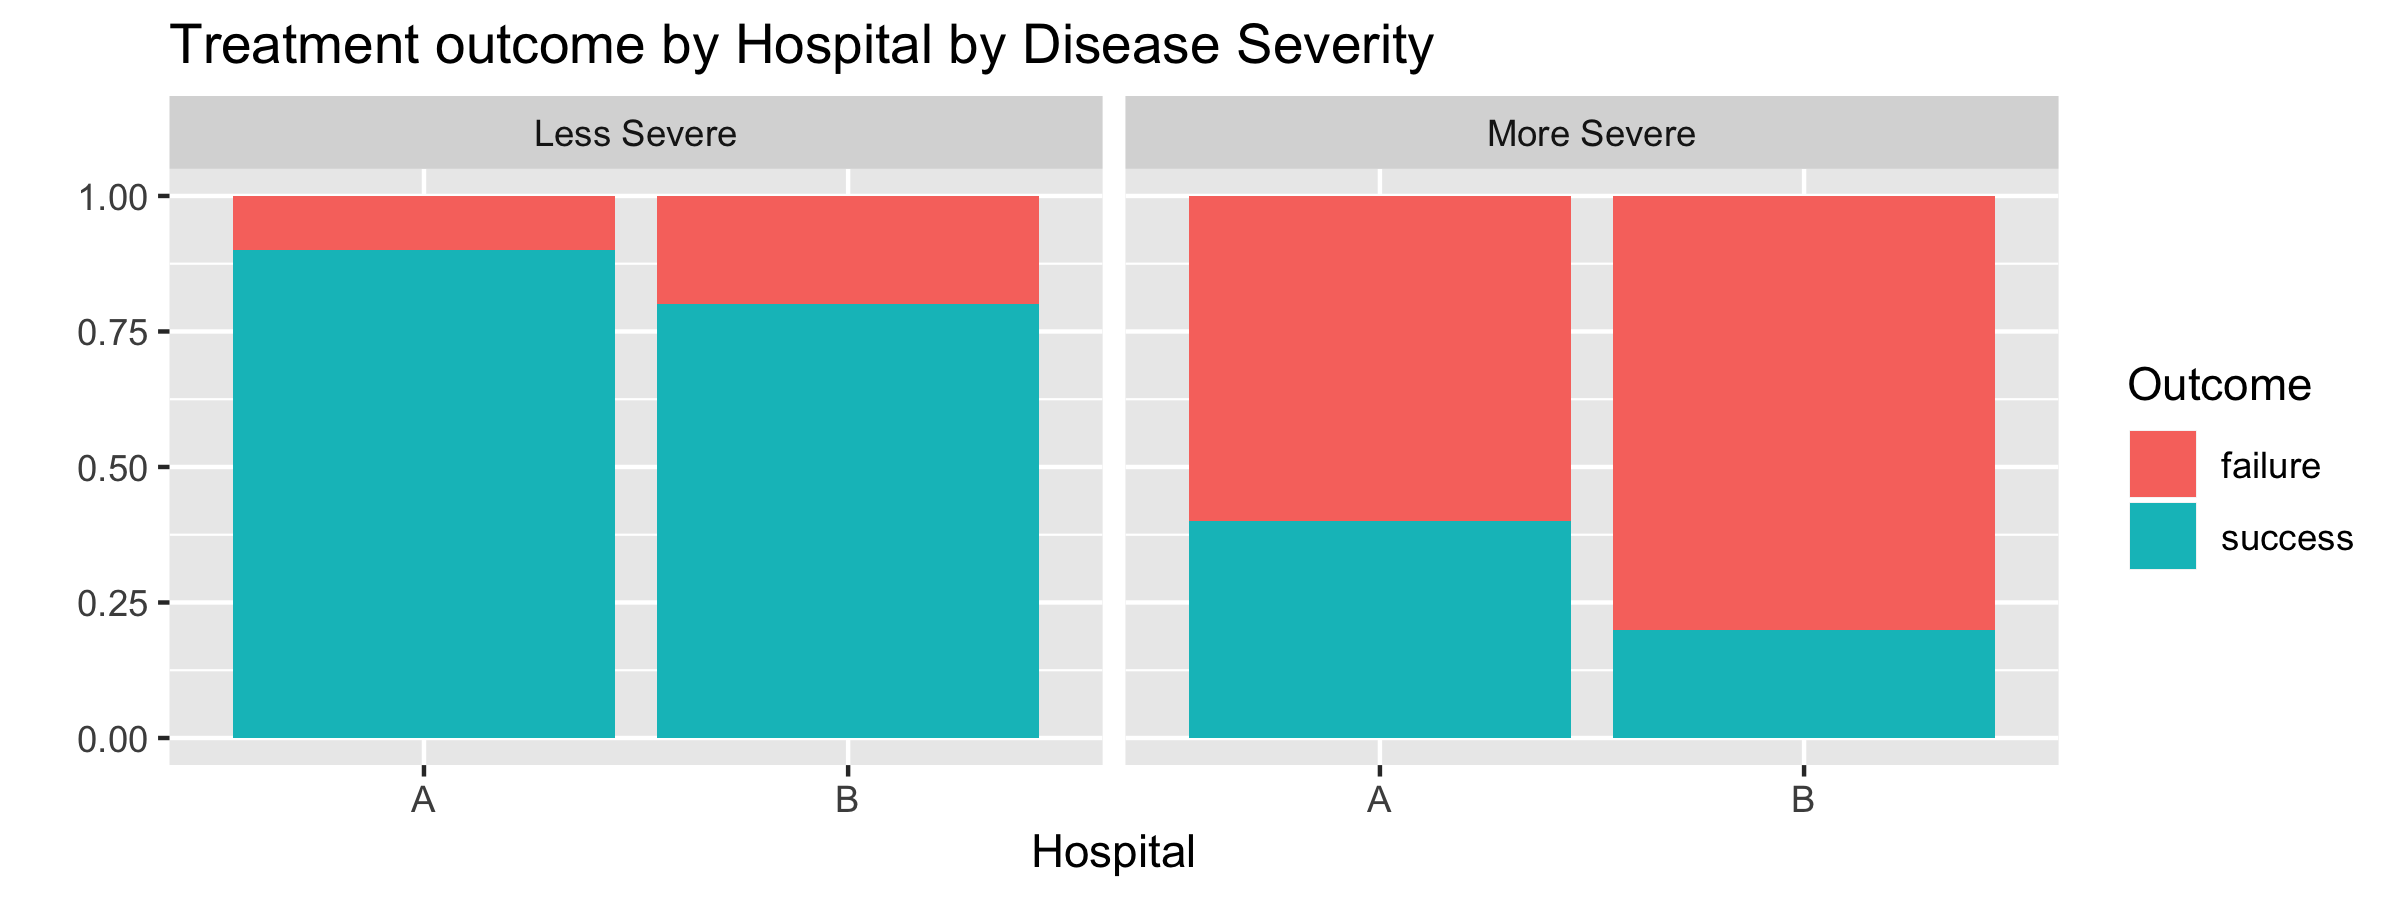 Treatment outcome by Hospital by Disease Severity
Less Severe
More Severe
1.00
0.75
0.50
0.25
0.00
A
B
A
B
Hospital
Outcome
failure
success